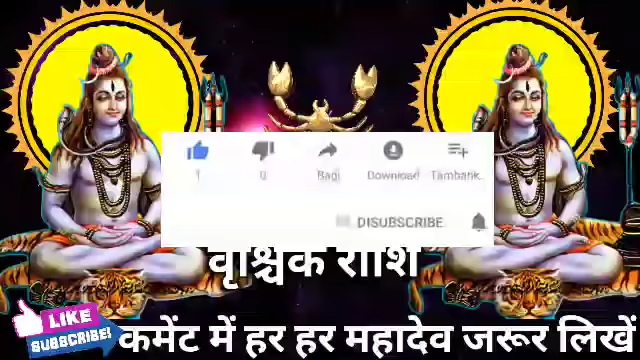 1 0 Bagi Download Tambahk..
DISUBSCRIBE
वृश्चिक राशि
LIKE
SUBSCRIBE!
कमेंट में हर हर महादेव जरूर लिखें